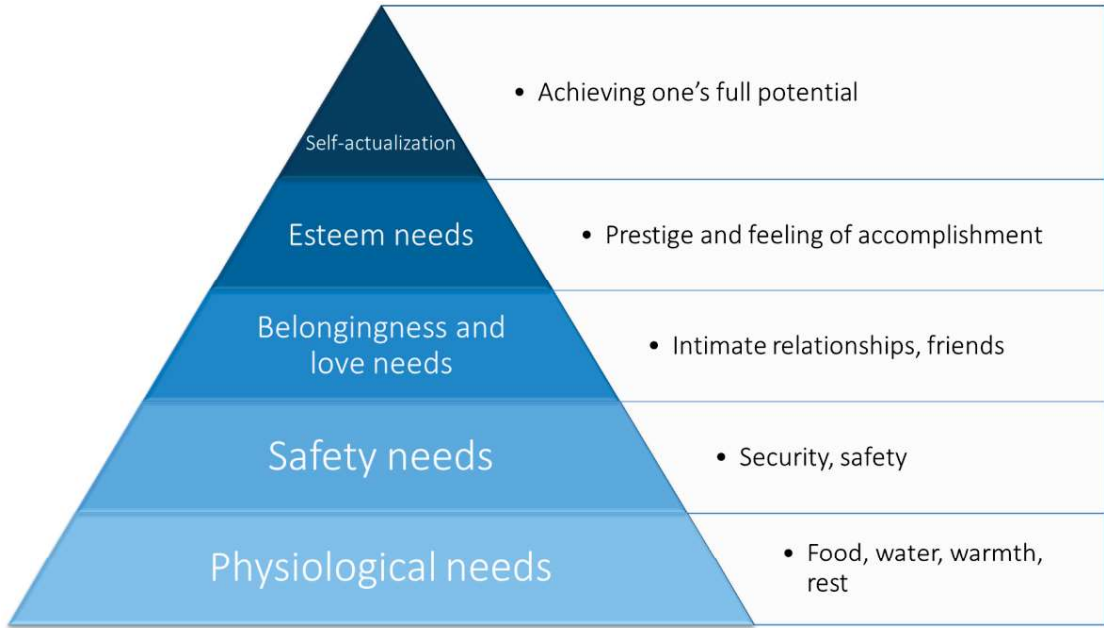 Self-actualization
• Achieving one’s full potential
Esteem needs
• Prestige and feeling of accomplishment
Belongingness and
love needs
• Intimate relationships, friends
Safety needs
• Security, safety
Physiological needs
• Food, water, warmth,
rest